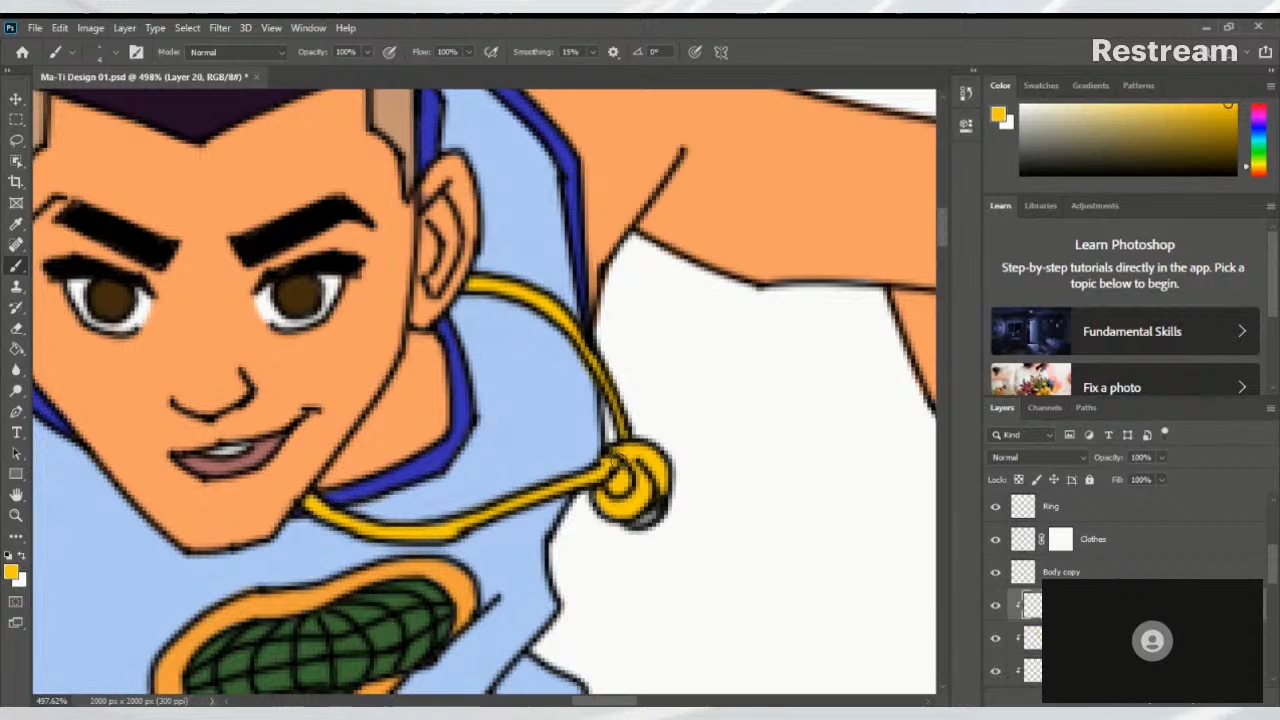 Ps File Edit Image Layer Type Select Filter 3D View Window Help
4 Mode: Normal Opacity: 100% Flow: 100% Smoothing: 15% 0°
Restream
Ma-Ti Design 01.psd @ 498% (Layer 20, RGB/8#) *
Color Swatches Gradients Patterns
Learn Libraries Adjustments
Learn Photoshop
Step-by-step tutorials directly in the app. Pick a
topic below to begin.
Fundamental Skills
Fix a photo
Layers Channels Paths
Kind
Normal Opacity: 100%
Lock: Fill: 100%
Ring
Clothes
Body copy
497.62% 2000 px x 2000 px (300 ppi)